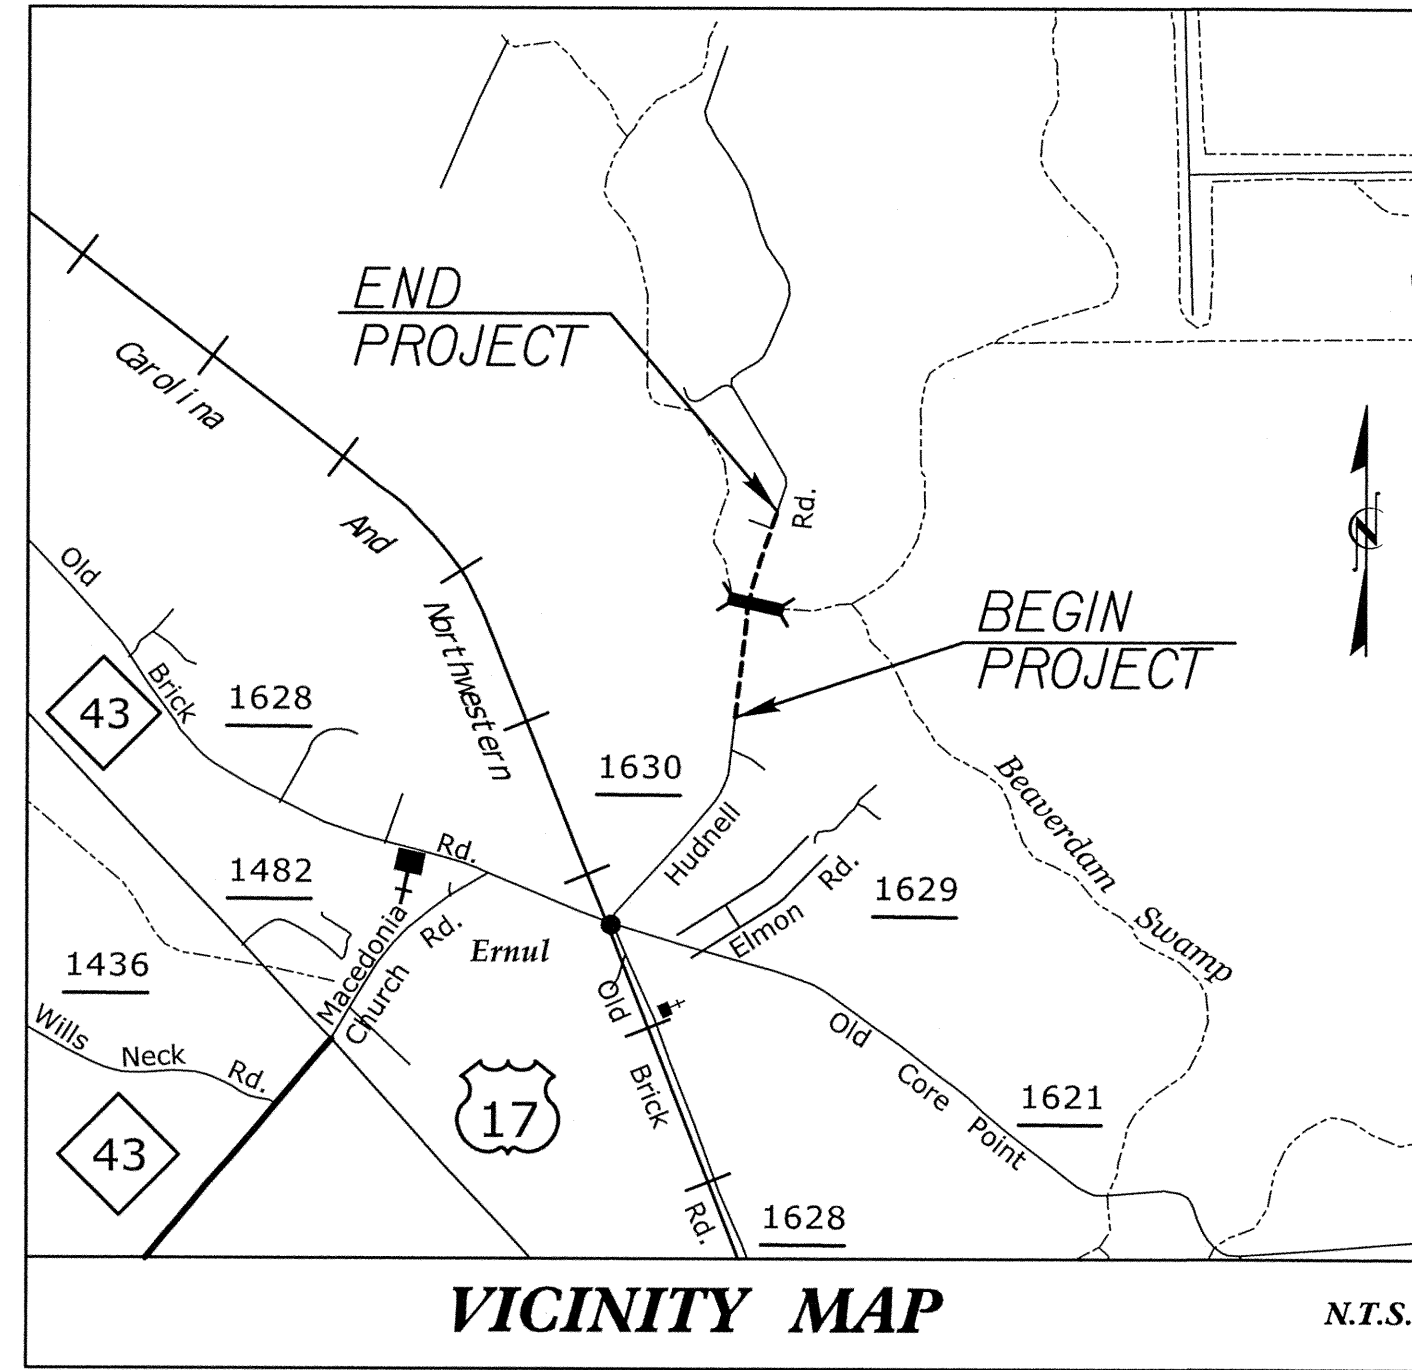 END
PROJECT
Carolina And Northwestern
Old Brick Rd.
43
1628
1630
Hudnell Rd.
BEGIN
PROJECT
Beaverdam Swamp
1482
Macedonia
Church Rd.
Ernul
Elmon Rd.
1629
1436
Wills Neck Rd.
43
17
Old Brick Rd.
1628
Old Core Point
1621
N
VICINITY MAP
N.T.S.